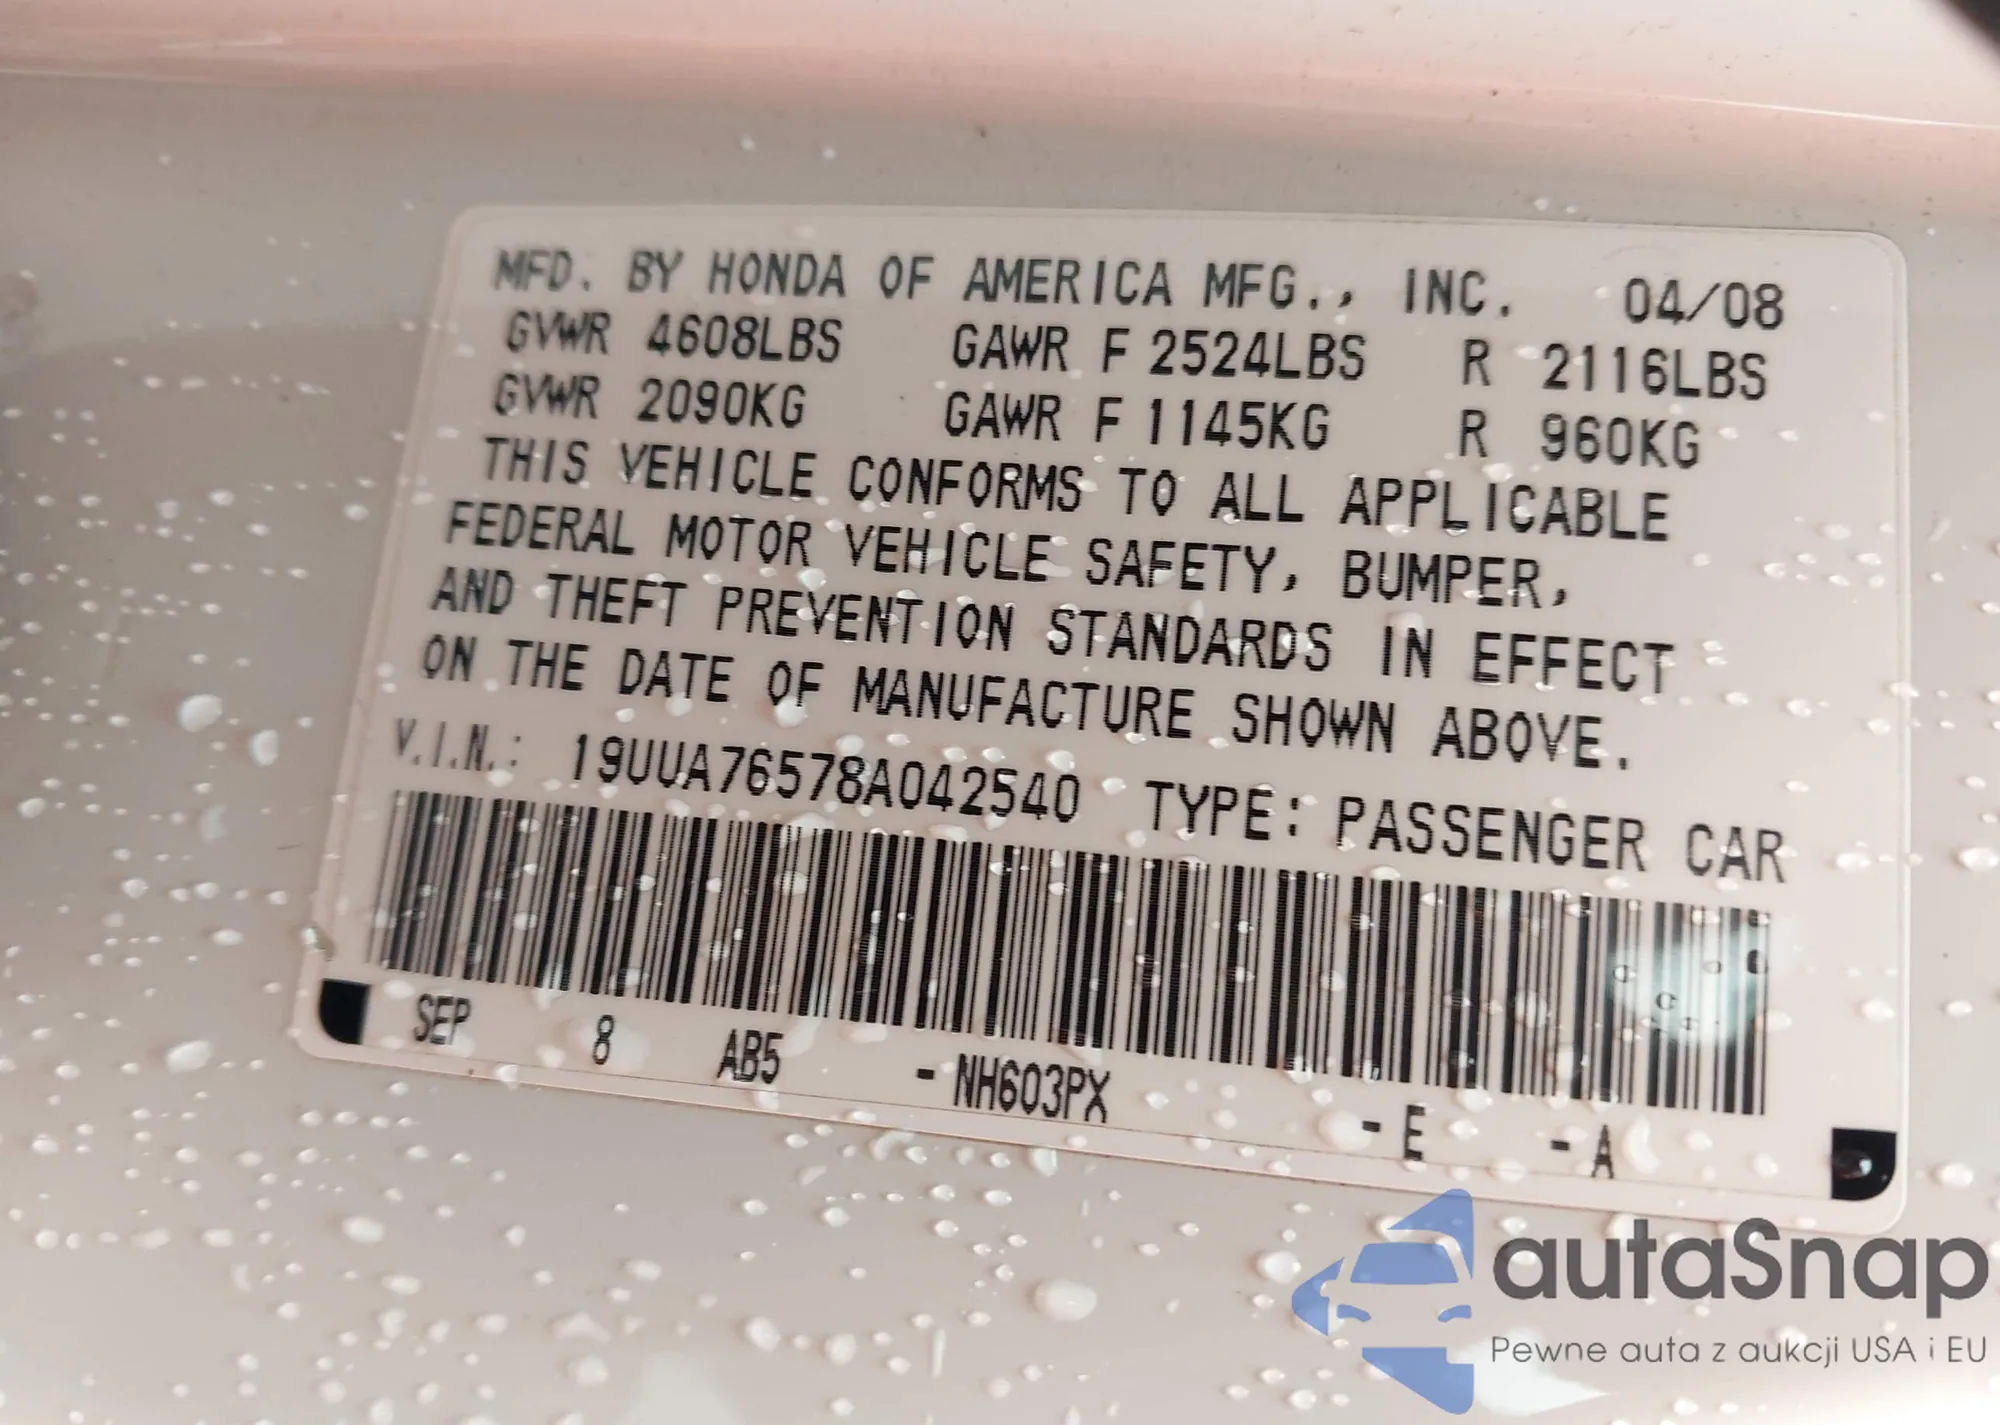 MFD. BY HONDA OF AMERICA MFG., INC. 04/08
GVWR 4608LBS GAWR F 2524LBS R 2116LBS
GVWR 2090KG GAWR F 1145KG R 960KG
THIS VEHICLE CONFORMS TO ALL APPLICABLE
FEDERAL MOTOR VEHICLE SAFETY, BUMPER,
AND THEFT PREVENTION STANDARDS IN EFFECT
ON THE DATE OF MANUFACTURE SHOWN ABOVE.
V.I.N.: 19UUA76578A042540 TYPE: PASSENGER CAR
SEP 8 AB5 - NH603PX - E - A
autaSnap
Pewne auta z aukcji USA i EU